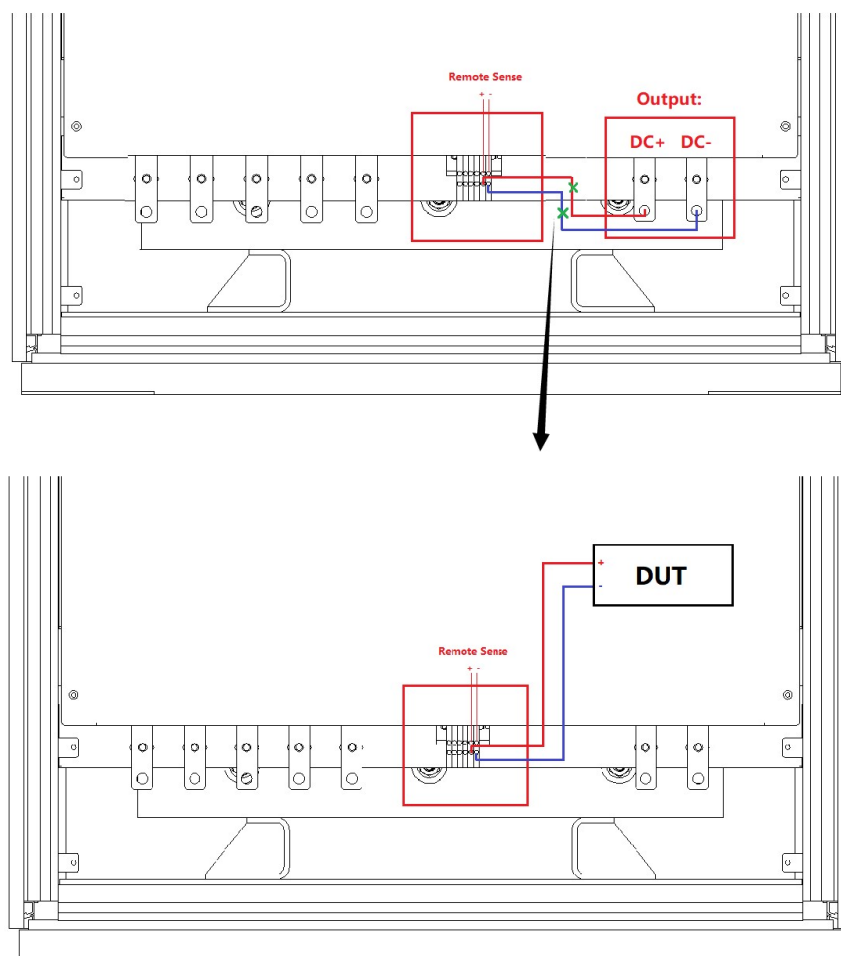 Remote Sense
+ -
Output:
DC+ DC-
+
DUT
-
Remote Sense
+ -